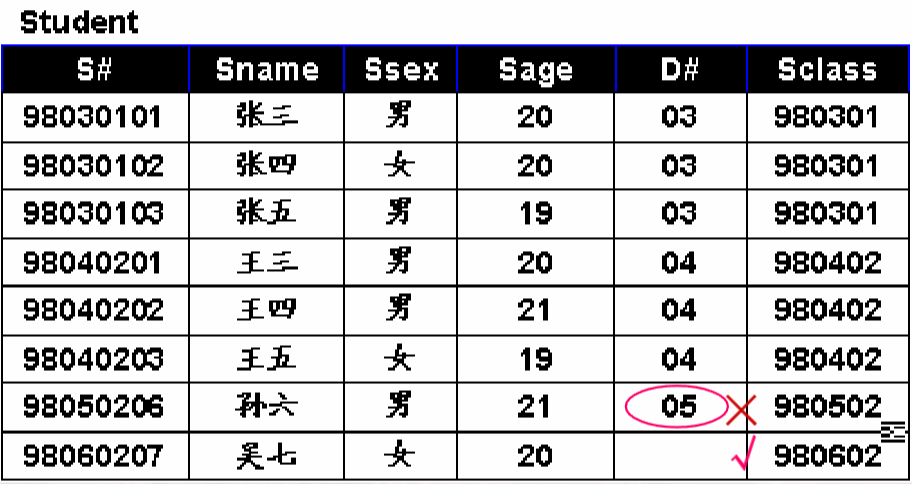 Student
S# Sname Ssex Sage D# Sclass
98030101 张三 男 20 03 980301
98030102 张四 女 20 03 980301
98030103 张五 男 19 03 980301
98040201 王三 男 20 04 980402
98040202 王四 男 21 04 980402
98040203 王五 女 19 04 980402
98050206 孙六 男 21 05 980502
98060207 吴七 女 20 980602